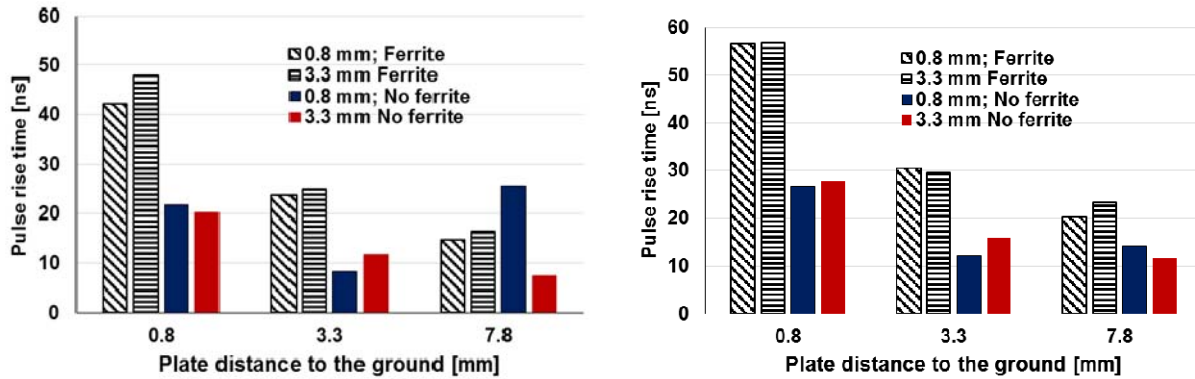 60
50
40
30
20
10
0
Pulse rise time [ns]
0.8 mm; Ferrite
3.3 mm Ferrite
0.8 mm; No ferrite
3.3 mm No ferrite
0.8 3.3 7.8
Plate distance to the ground [mm]
60
50
40
30
20
10
0
Pulse rise time [ns]
0.8 mm; Ferrite
3.3 mm Ferrite
0.8 mm; No ferrite
3.3 mm No ferrite
0.8 3.3 7.8
Plate distance to the ground [mm]